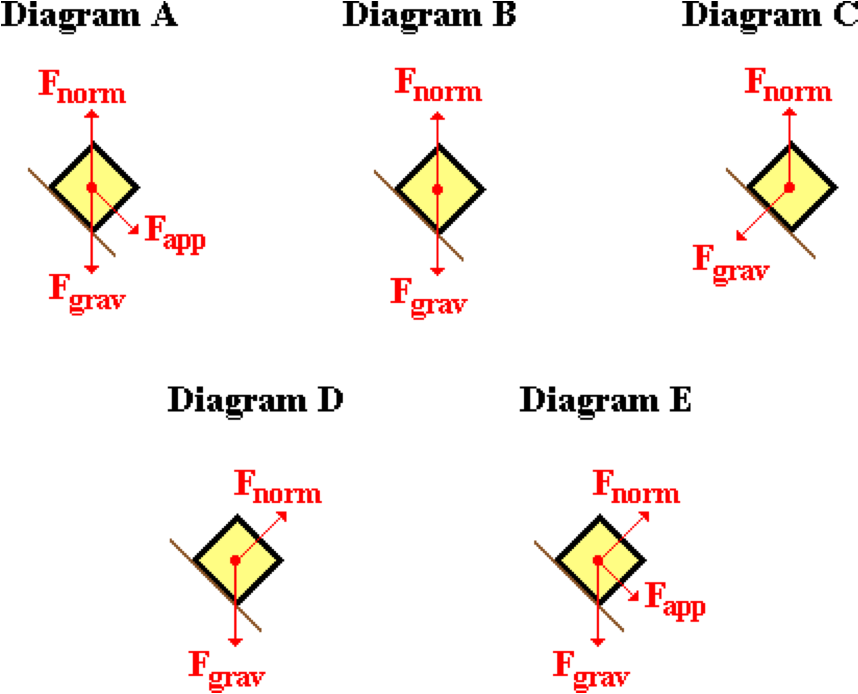 Diagram A Diagram B Diagram C
Fnorm Fnorm Fnorm
Fapp
Fgrav
Fgrav Fgrav
Diagram D Diagram E
Fnorm Fnorm
Fapp
Fgrav Fgrav